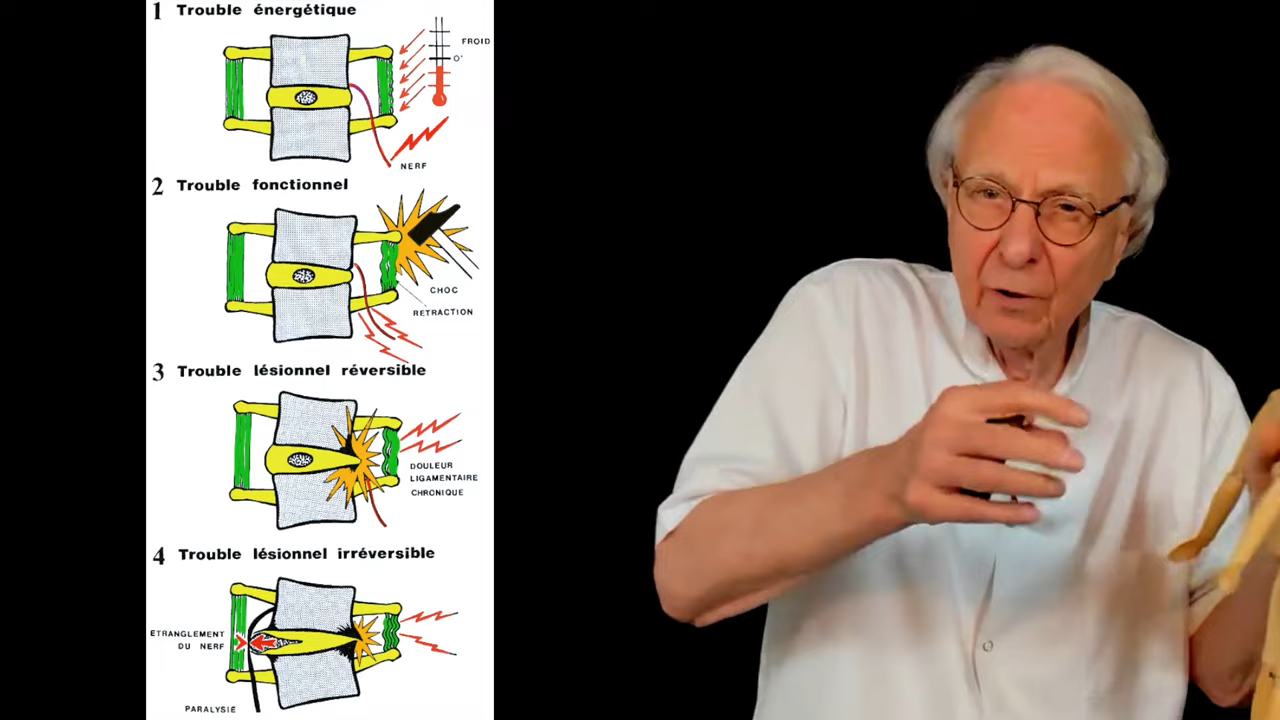 1 Trouble énergétique
FROID
0°
NERF
2 Trouble fonctionnel
CHOC
RETRACTION
3 Trouble lésionnel réversible
DOULEUR
LIGAMENTAIRE
CHRONIQUE
4 Trouble lésionnel irréversible
ETRANGLEMENT
DU NERF
PARALYSIE